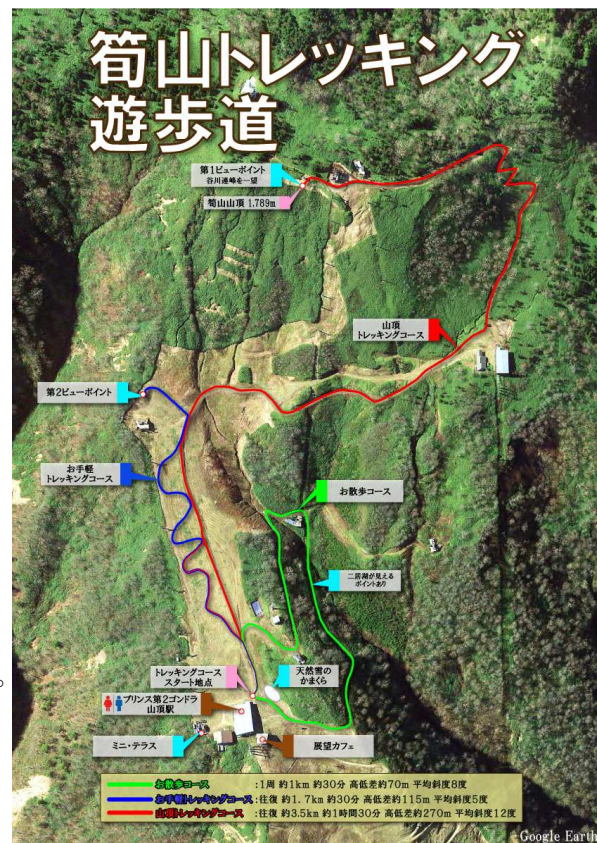 筍山トレッキング
遊歩道
第1ビューポイント
谷川連峰を一望
筍山山頂 1,789m
山頂
トレッキングコース
第2ビューポイント
お手軽
トレッキングコース
お散歩コース
二居湖が見える
ポイントあり
トレッキングコース
スタート地点
天然雪の
かまくら
プリンス第2ゴンドラ
山頂駅
ミニ・テラス
展望カフェ
お散歩コース :1周 約1km 約30分 高低差約70m 平均斜度8度
お手軽トレッキングコース :往復 約1.7km 約30分 高低差約115m 平均斜度5度
山頂トレッキングコース :往復 約3.5km 約1時間30分 高低差約270m 平均斜度12度
Google Earth
。